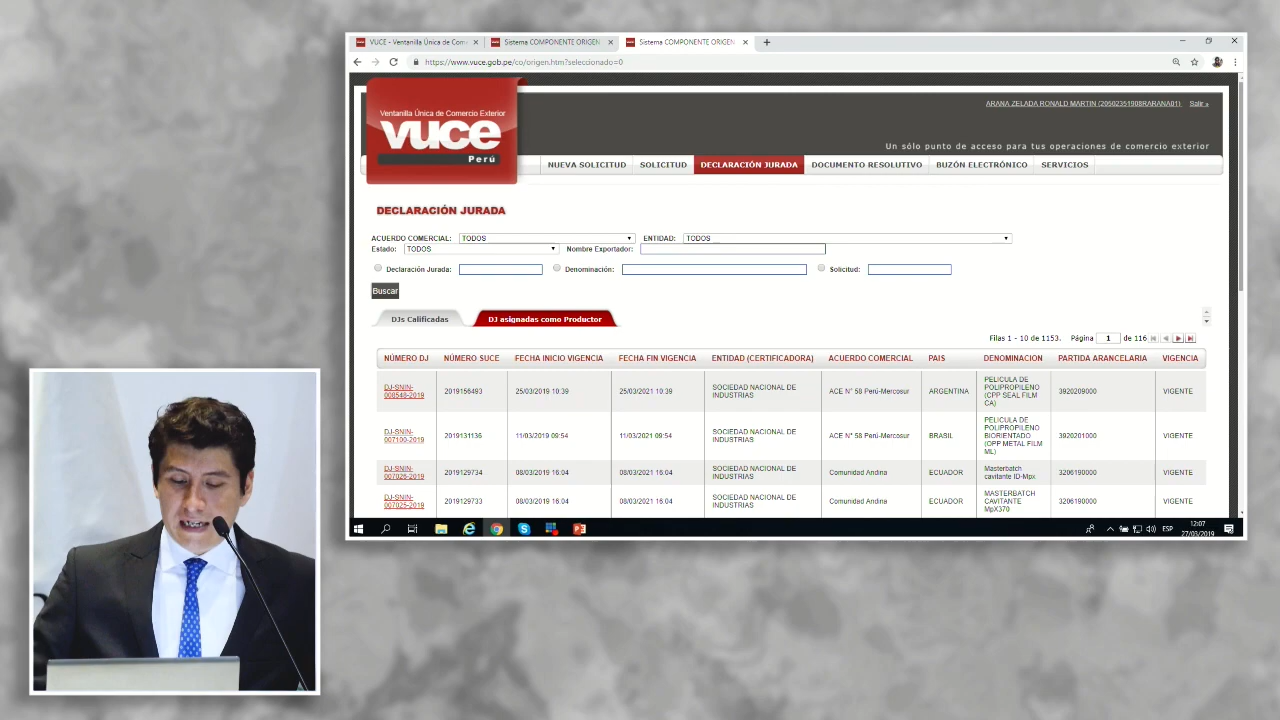 VUCE - Ventanilla Única de Com
Sistema COMPONENTE ORIGEN
Sistema COMPONENTE ORIGEN
https://www.vuce.gob.pe/co/origen.htm?seleccionado=0
Ventanilla Única de Comercio Exterior
vuce
Perú
ARANA ZELADA RONALD MARTIN (20502351908RARANA01)
Salir »
Un sólo punto de acceso para tus operaciones de comercio exterior
NUEVA SOLICITUD SOLICITUD DECLARACIÓN JURADA DOCUMENTO RESOLUTIVO BUZÓN ELECTRÓNICO SERVICIOS
DECLARACIÓN JURADA
ACUERDO COMERCIAL: TODOS ENTIDAD: TODOS
Estado: TODOS Nombre Exportador:
Declaración Jurada: Denominación: Solicitud:
Buscar
DJs Calificadas DJ asignadas como Productor
Filas 1 - 10 de 1153. Página 1 de 116
NÚMERO DJ NÚMERO SUCE FECHA INICIO VIGENCIA FECHA FIN VIGENCIA ENTIDAD (CERTIFICADORA) ACUERDO COMERCIAL PAIS DENOMINACION PARTIDA ARANCELARIA VIGENCIA
DJ-SNIN-
008548-2019
2019156493
25/03/2019 10:39
25/03/2021 10:39
SOCIEDAD NACIONAL DE
INDUSTRIAS
ACE N° 58 Perú-Mercosur
ARGENTINA
PELICULA DE
POLIPROPILENO
(CPP SEAL FILM
CA)
3920209000
VIGENTE
DJ-SNIN-
007100-2019
2019131136
11/03/2019 09:54
11/03/2021 09:54
SOCIEDAD NACIONAL DE
INDUSTRIAS
ACE N° 58 Perú-Mercosur
BRASIL
PELICULA DE
POLIPROPILENO
BIORIENTADO
(OPP METAL FILM
ML)
3920201000
VIGENTE
DJ-SNIN-
007026-2019
2019129734
08/03/2019 16:04
08/03/2021 16:04
SOCIEDAD NACIONAL DE
INDUSTRIAS
Comunidad Andina
ECUADOR
Masterbatch
cavitante ID-Mpx
3206190000
VIGENTE
DJ-SNIN-
007025-2019
2019129733
08/03/2019 16:04
08/03/2021 16:04
SOCIEDAD NACIONAL DE
INDUSTRIAS
Comunidad Andina
ECUADOR
MASTERBATCH
CAVITANTE
MpX370
3206190000
VIGENTE
ESP
12:07
27/03/2019